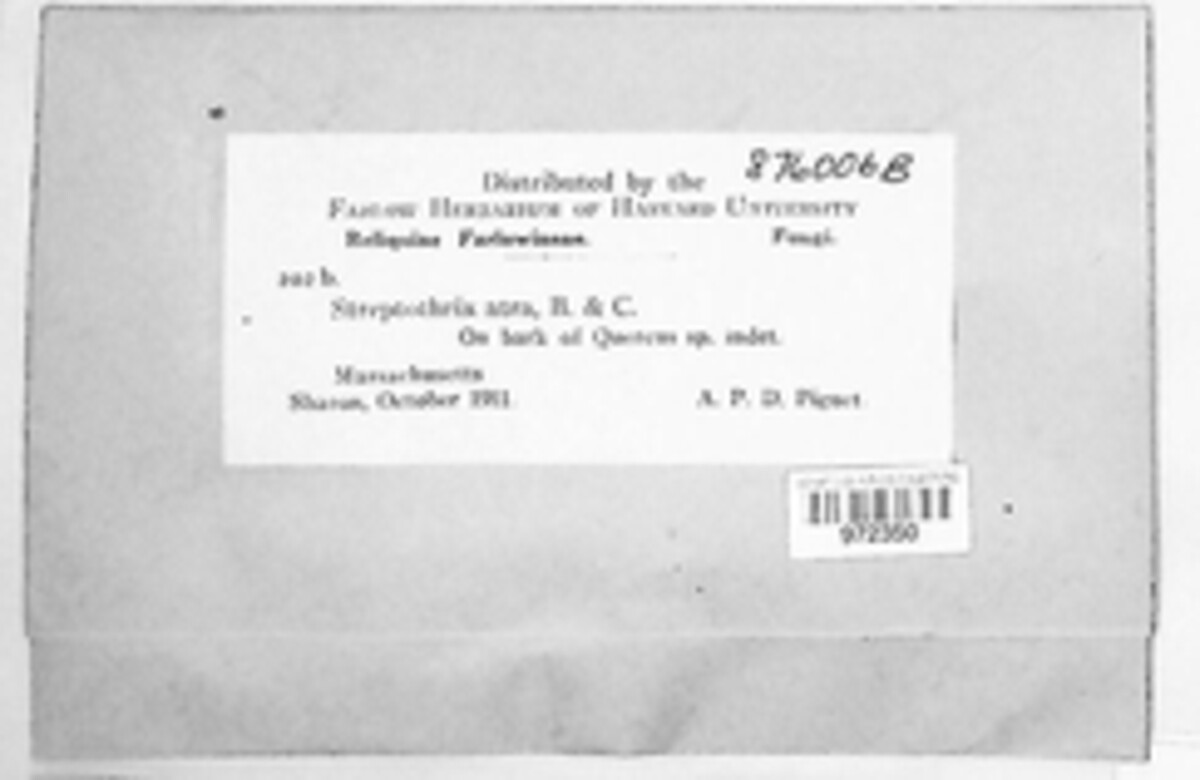 876006B
Distributed by the
FARLOW HERBARIUM OF HARVARD UNIVERSITY
Reliquiae Farlowianae. Fungi.
b.
Streptothrix atra, B. & C.
On bark of Quercus sp. indet.
Massachusetts
Sharon, October 1911 A. P. D. Piguet
972350